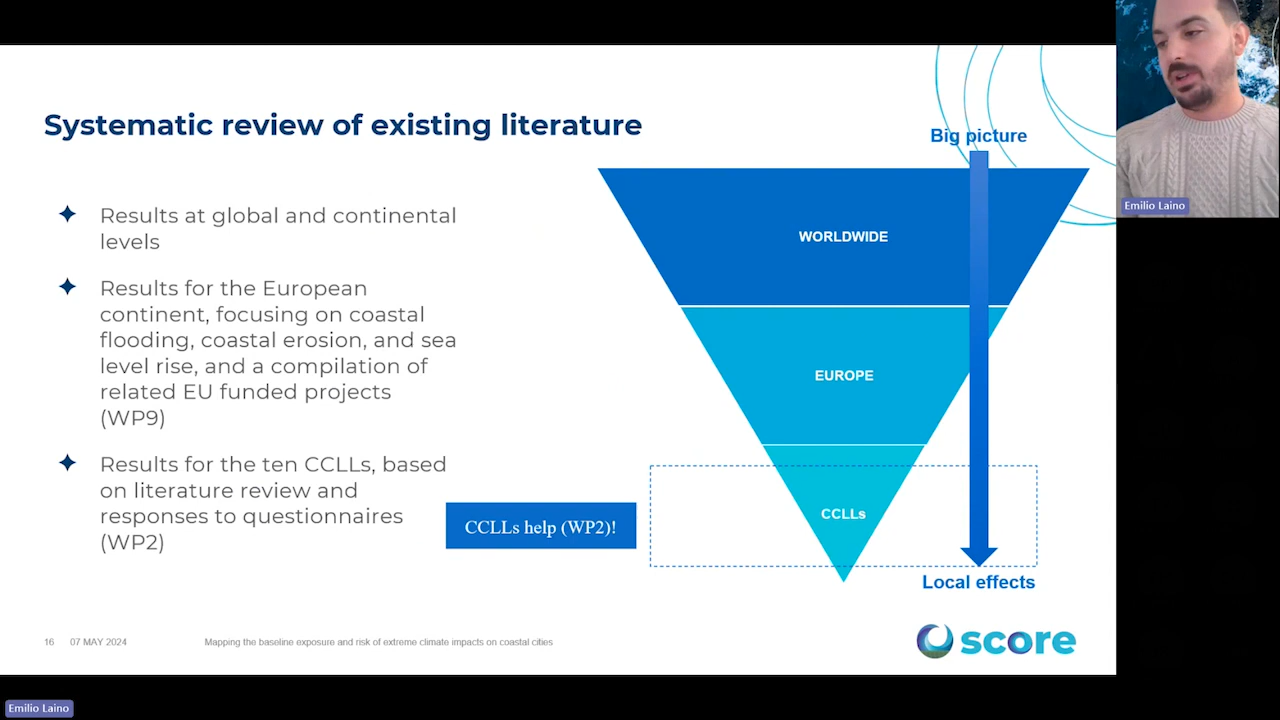 Systematic review of existing literature
Big picture
Results at global and continental
levels
Results for the European
continent, focusing on coastal
flooding, coastal erosion, and sea
level rise, and a compilation of
related EU funded projects
(WP9)
Results for the ten CCLLs, based
on literature review and
responses to questionnaires
(WP2)
CCLLs help (WP2)!
WORLDWIDE
EUROPE
CCLLs
Local effects
16 07 MAY 2024 Mapping the baseline exposure and risk of extreme climate impacts on coastal cities
score
Emilio Laino
Emilio Laino